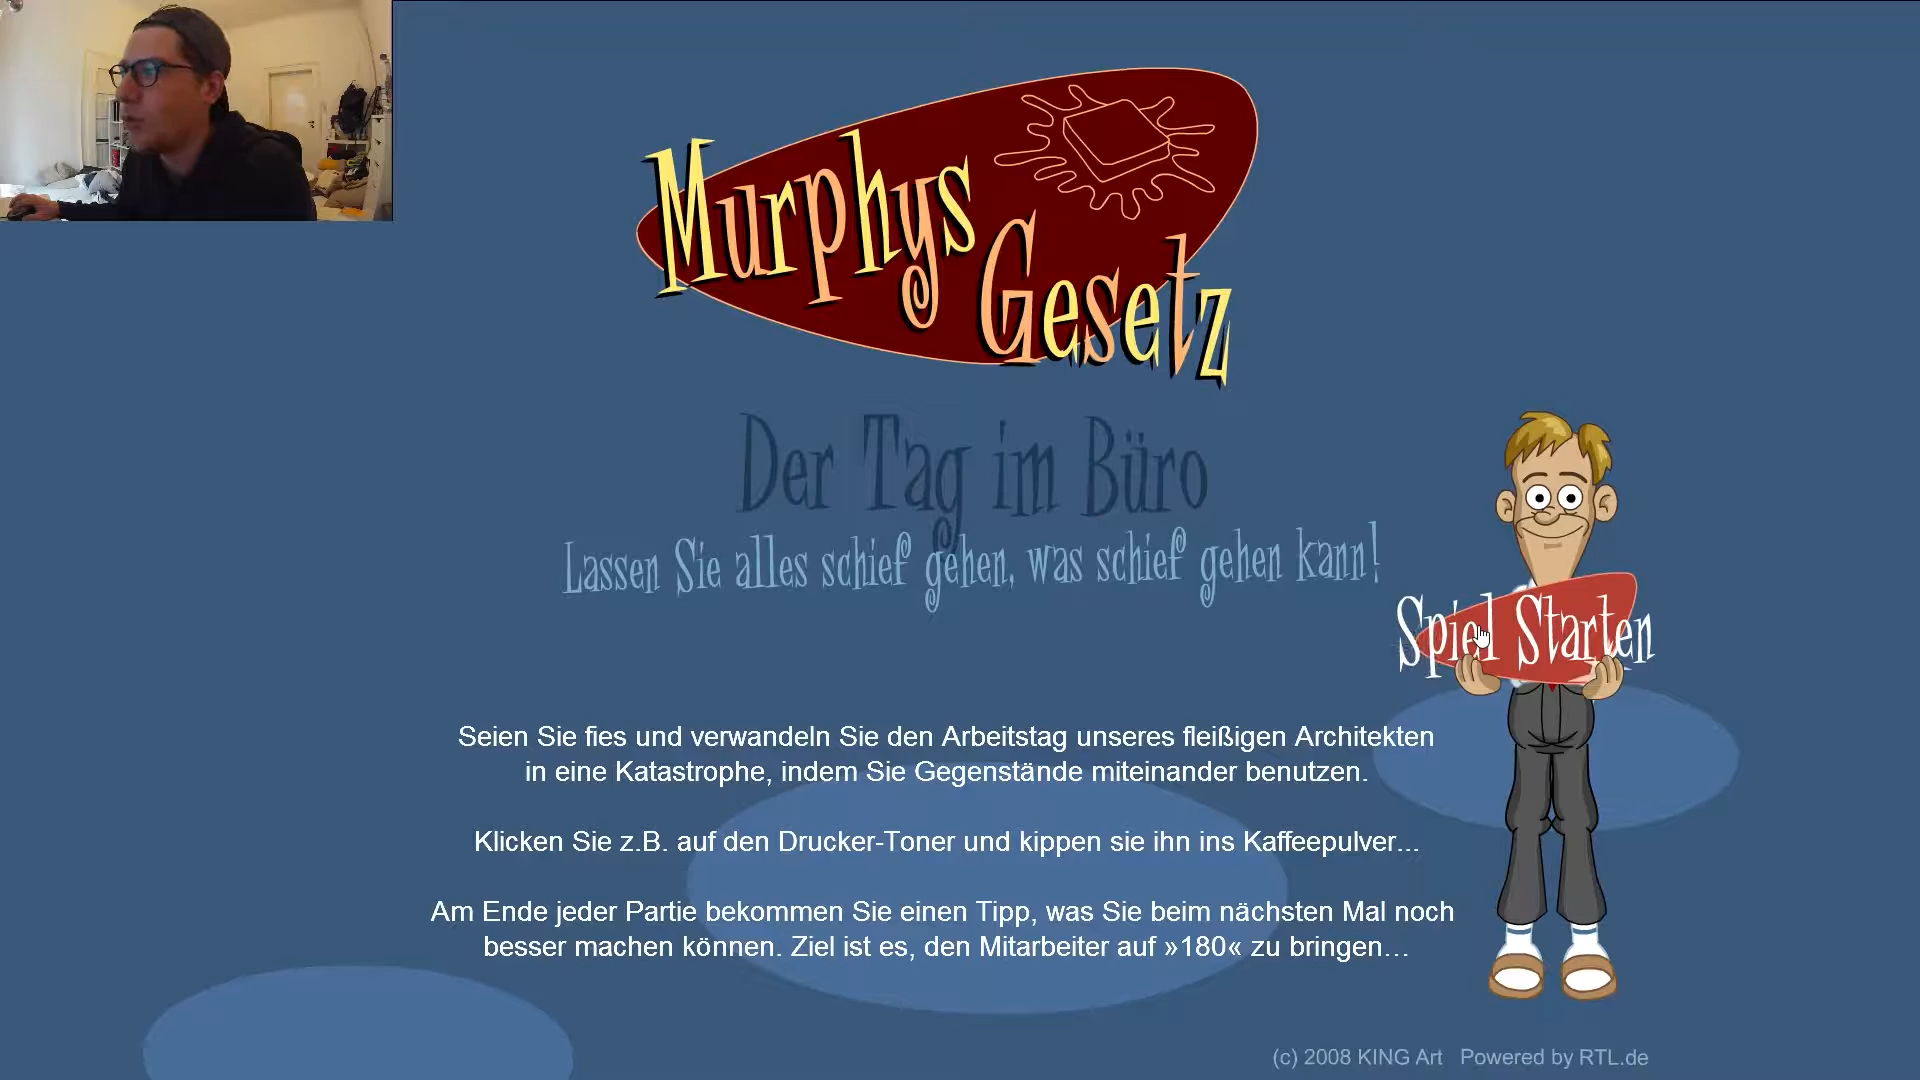 Murphys
Gesetz
Der Tag im Büro
Lassen Sie alles schief gehen, was schief gehen kann!
Spiel Starten
Seien Sie fies und verwandeln Sie den Arbeitstag unseres fleißigen Architekten
in eine Katastrophe, indem Sie Gegenstände miteinander benutzen.
Klicken Sie z.B. auf den Drucker-Toner und kippen sie ihn ins Kaffeepulver...
Am Ende jeder Partie bekommen Sie einen Tipp, was Sie beim nächsten Mal noch
besser machen können. Ziel ist es, den Mitarbeiter auf »180« zu bringen...
(c) 2008 KING Art Powered by RTL.de